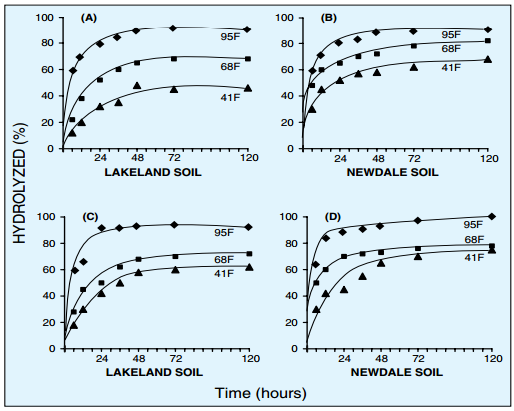 HYDROLYZED (%)
(A)
100
80
60
40
20
0
95F
68F
41F
24 48 72 120
LAKELAND SOIL
(B)
100
80
60
40
20
0
95F
68F
41F
24 48 72 120
NEWDALE SOIL
(C)
100
80
60
40
20
0
95F
68F
41F
24 48 72 120
LAKELAND SOIL
(D)
100
80
60
40
20
0
95F
68F
41F
24 48 72 120
NEWDALE SOIL
Time (hours)